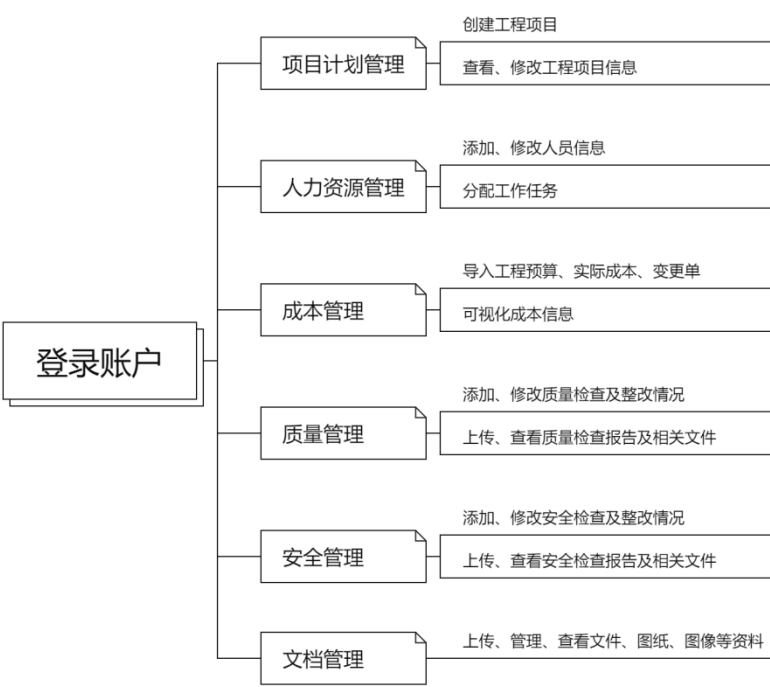 登录账户
项目计划管理
创建工程项目
查看、修改工程项目信息
人力资源管理
添加、修改人员信息
分配工作任务
成本管理
导入工程预算、实际成本、变更单
可视化成本信息
质量管理
添加、修改质量检查及整改情况
上传、查看质量检查报告及相关文件
安全管理
添加、修改安全检查及整改情况
上传、查看安全检查报告及相关文件
文档管理
上传、管理、查看文件、图纸、图像等资料